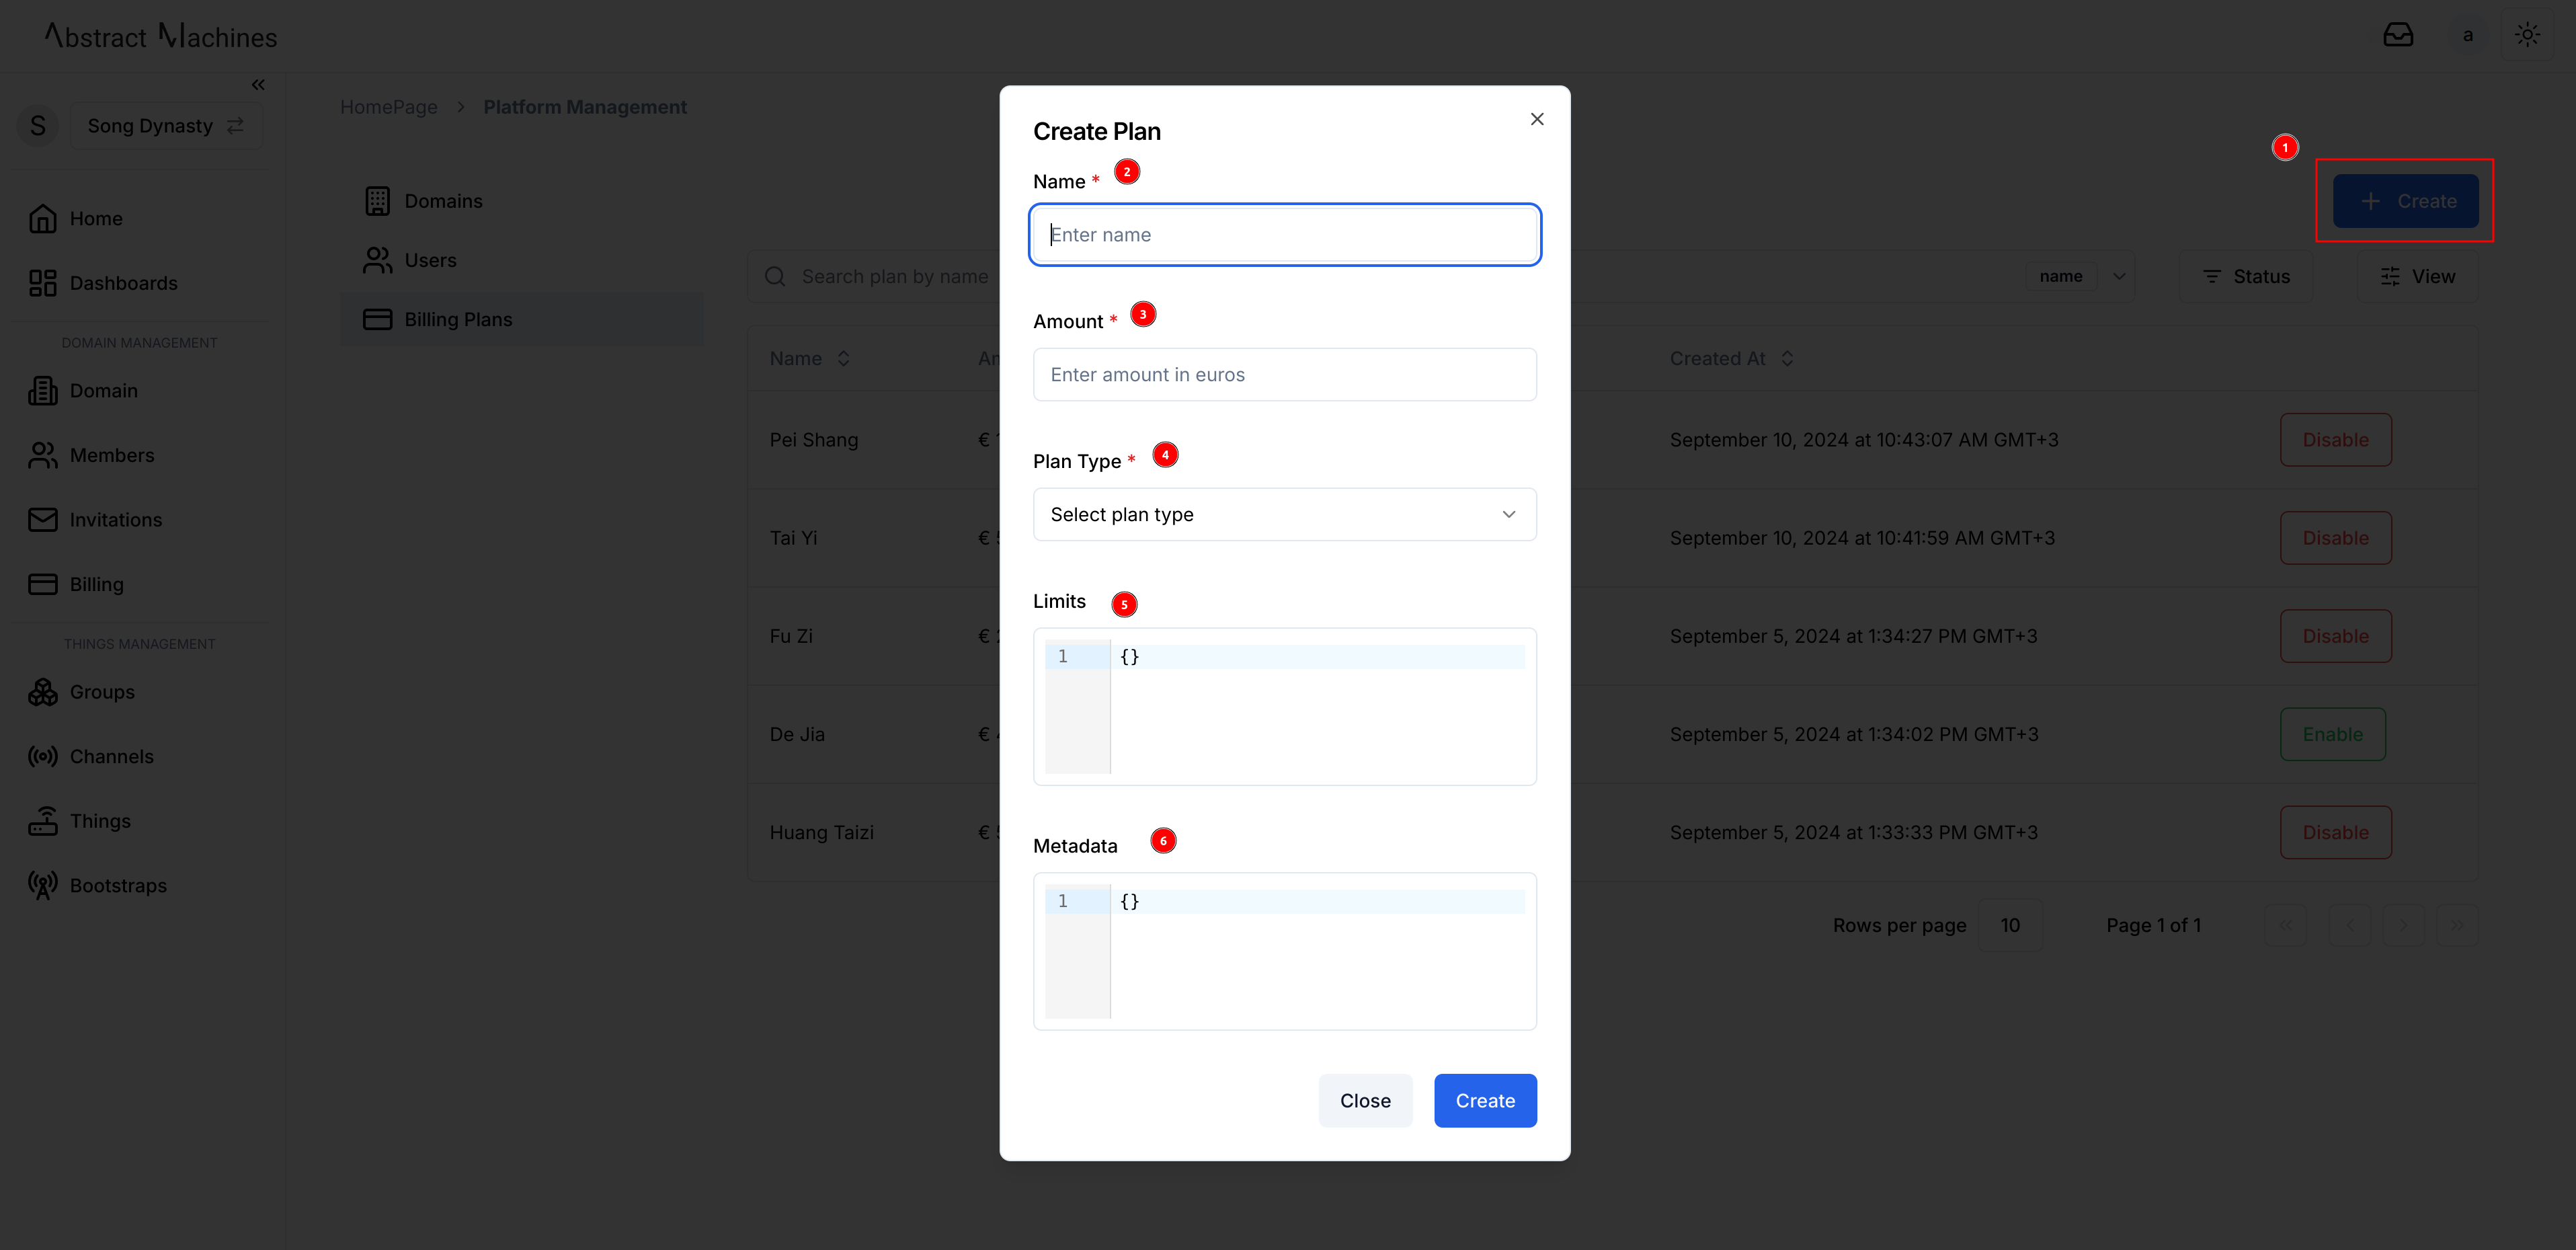 Abstract Machines
a
S
Song Dynasty
Home
Dashboards
DOMAIN MANAGEMENT
Domain
Members
Invitations
Billing
THINGS MANAGEMENT
Groups
Channels
Things
Bootstraps
HomePage > Platform Management
Domains
Users
Billing Plans
1
+ Create
Search plan by name
name
Status
View
Name
Created At
Pei Shang
€
September 10, 2024 at 10:43:07 AM GMT+3
Disable
Tai Yi
€
September 10, 2024 at 10:41:59 AM GMT+3
Disable
Fu Zi
€
September 5, 2024 at 1:34:27 PM GMT+3
Disable
De Jia
€
September 5, 2024 at 1:34:02 PM GMT+3
Enable
Huang Taizi
€
September 5, 2024 at 1:33:33 PM GMT+3
Disable
Rows per page 10
Page 1 of 1
Create Plan
Name * 2
Enter name
Amount * 3
Enter amount in euros
Plan Type * 4
Select plan type
Limits 5
1 {}
Metadata 6
1 {}
Close
Create